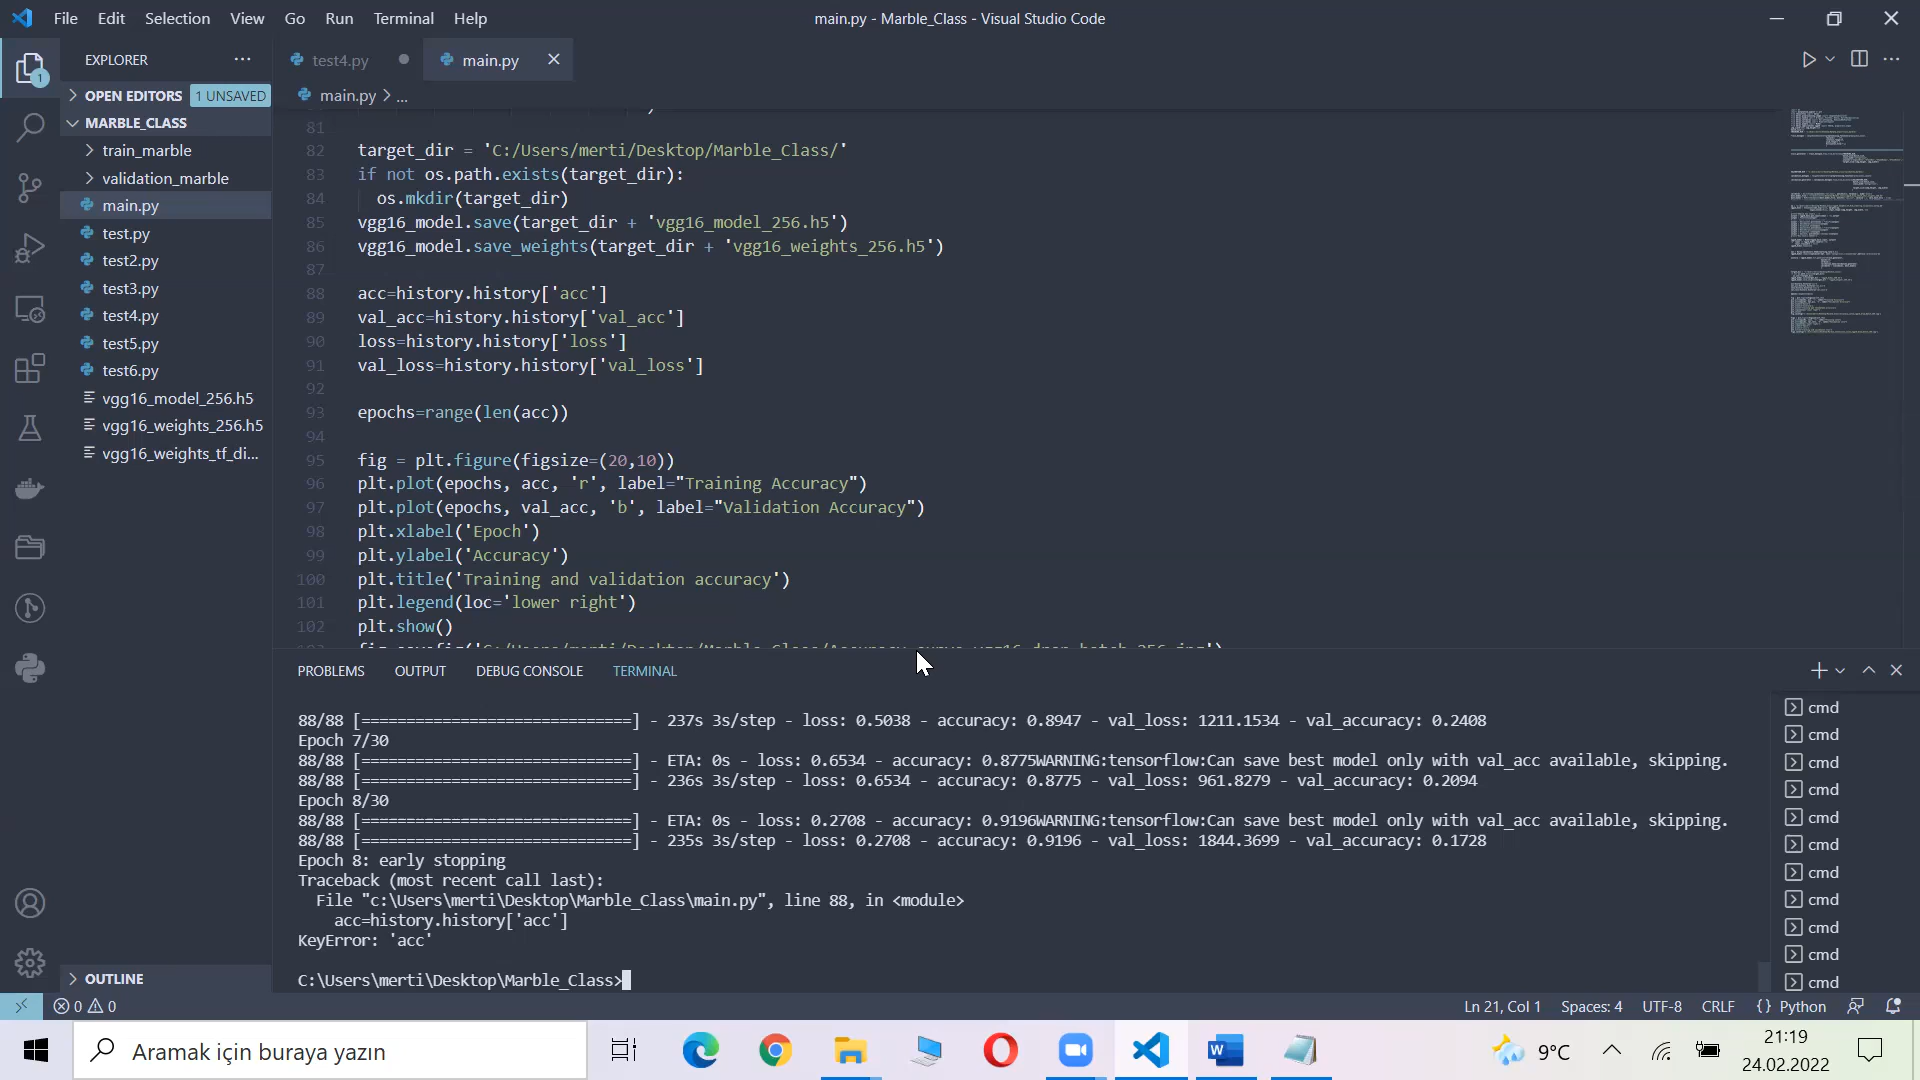 File Edit Selection View Go Run Terminal Help
main.py - Marble_Class - Visual Studio Code
EXPLORER
OPEN EDITORS 1 UNSAVED
MARBLE_CLASS
train_marble
validation_marble
main.py
test.py
test2.py
test3.py
test4.py
test5.py
test6.py
vgg16_model_256.h5
vgg16_weights_256.h5
vgg16_weights_tf_di...
OUTLINE
test4.py
main.py
main.py > ...
81
82 target_dir = 'C:/Users/merti/Desktop/Marble_Class/'
83 if not os.path.exists(target_dir):
84 os.mkdir(target_dir)
85 vgg16_model.save(target_dir + 'vgg16_model_256.h5')
86 vgg16_model.save_weights(target_dir + 'vgg16_weights_256.h5')
87
88 acc=history.history['acc']
89 val_acc=history.history['val_acc']
90 loss=history.history['loss']
91 val_loss=history.history['val_loss']
92
93 epochs=range(len(acc))
94
95 fig = plt.figure(figsize=(20,10))
96 plt.plot(epochs, acc, 'r', label="Training Accuracy")
97 plt.plot(epochs, val_acc, 'b', label="Validation Accuracy")
98 plt.xlabel('Epoch')
99 plt.ylabel('Accuracy')
100 plt.title('Training and validation accuracy')
101 plt.legend(loc='lower right')
102 plt.show()
PROBLEMS OUTPUT DEBUG CONSOLE TERMINAL
88/88 [==============================] - 237s 3s/step - loss: 0.5038 - accuracy: 0.8947 - val_loss: 1211.1534 - val_accuracy: 0.2408
Epoch 7/30
88/88 [==============================] - ETA: 0s - loss: 0.6534 - accuracy: 0.8775WARNING:tensorflow:Can save best model only with val_acc available, skipping.
88/88 [==============================] - 236s 3s/step - loss: 0.6534 - accuracy: 0.8775 - val_loss: 961.8279 - val_accuracy: 0.2094
Epoch 8/30
88/88 [==============================] - ETA: 0s - loss: 0.2708 - accuracy: 0.9196WARNING:tensorflow:Can save best model only with val_acc available, skipping.
88/88 [==============================] - 235s 3s/step - loss: 0.2708 - accuracy: 0.9196 - val_loss: 1844.3699 - val_accuracy: 0.1728
Epoch 8: early stopping
Traceback (most recent call last):
File "c:\Users\merti\Desktop\Marble_Class\main.py", line 88, in <module>
acc=history.history['acc']
KeyError: 'acc'
C:\Users\merti\Desktop\Marble_Class>
cmd
cmd
cmd
cmd
cmd
cmd
cmd
cmd
cmd
cmd
cmd
0 0
Ln 21, Col 1 Spaces: 4 UTF-8 CRLF {} Python
Aramak için buraya yazın
9°C
21:19
24.02.2022